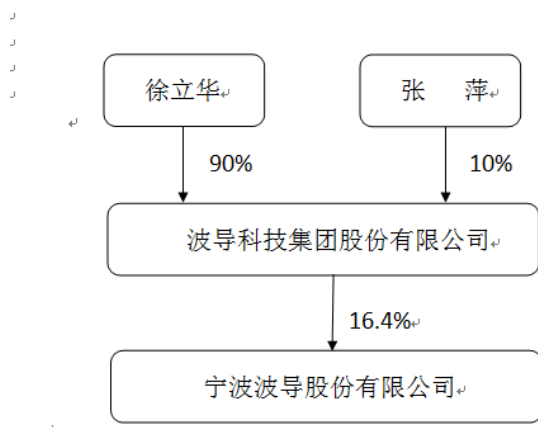 徐立华
张 萍
90%
10%
波导科技集团股份有限公司
16.4%
宁波波导股份有限公司